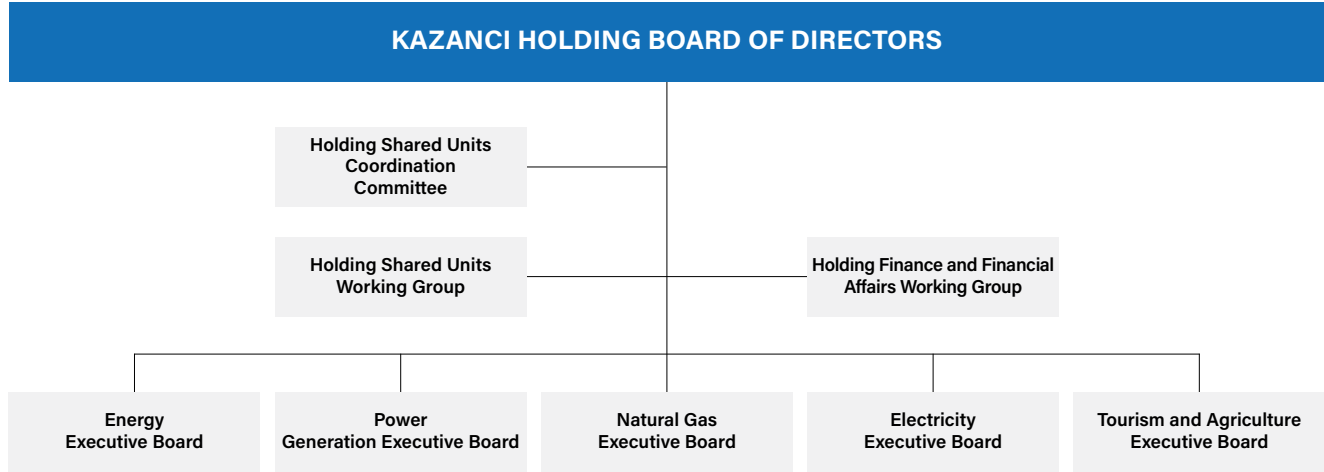 KAZANCI HOLDING BOARD OF DIRECTORS
Holding Shared Units
Coordination
Committee
Holding Shared Units
Working Group
Holding Finance and Financial
Affairs Working Group
Energy
Executive Board
Power
Generation Executive Board
Natural Gas
Executive Board
Electricity
Executive Board
Tourism and Agriculture
Executive Board